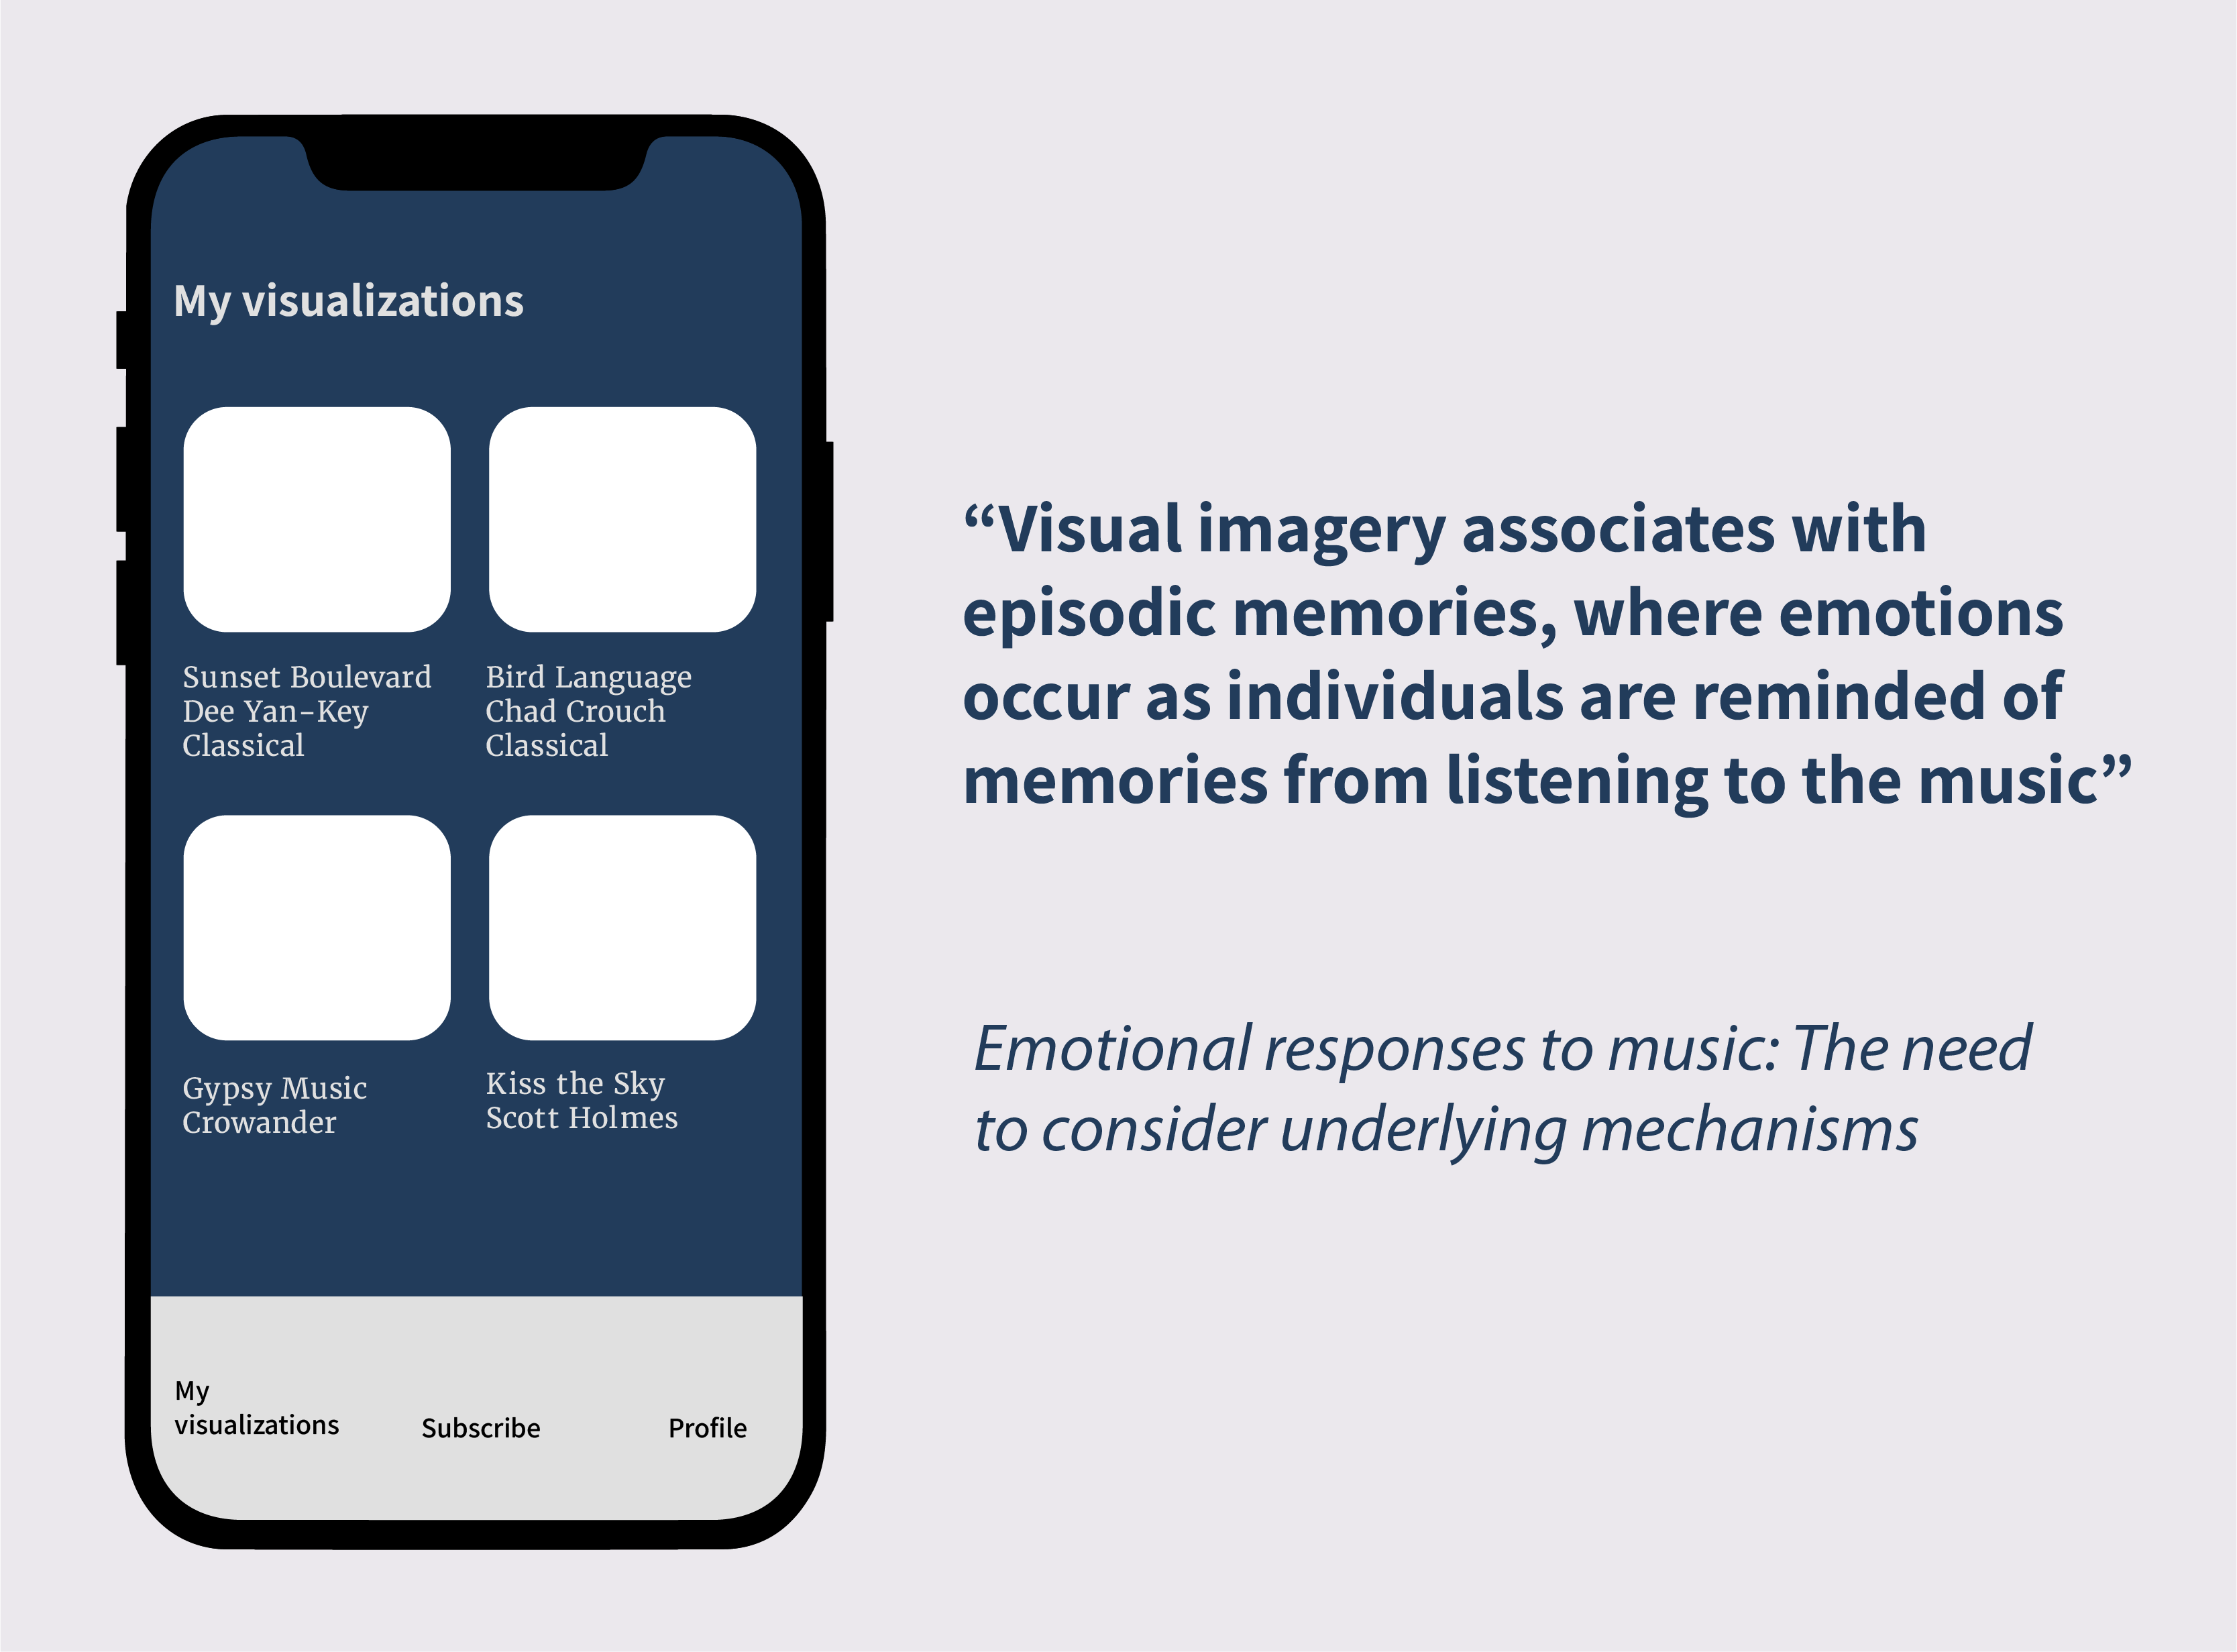 My visualizations
Sunset Boulevard
Dee Yan-Key
Classical
Bird Language
Chad Crouch
Classical
Gypsy Music
Crowander
Kiss the Sky
Scott Holmes
My
visualizations
Subscribe
Profile
“Visual imagery associates with
episodic memories, where emotions
occur as individuals are reminded of
memories from listening to the music”
Emotional responses to music: The need
to consider underlying mechanisms